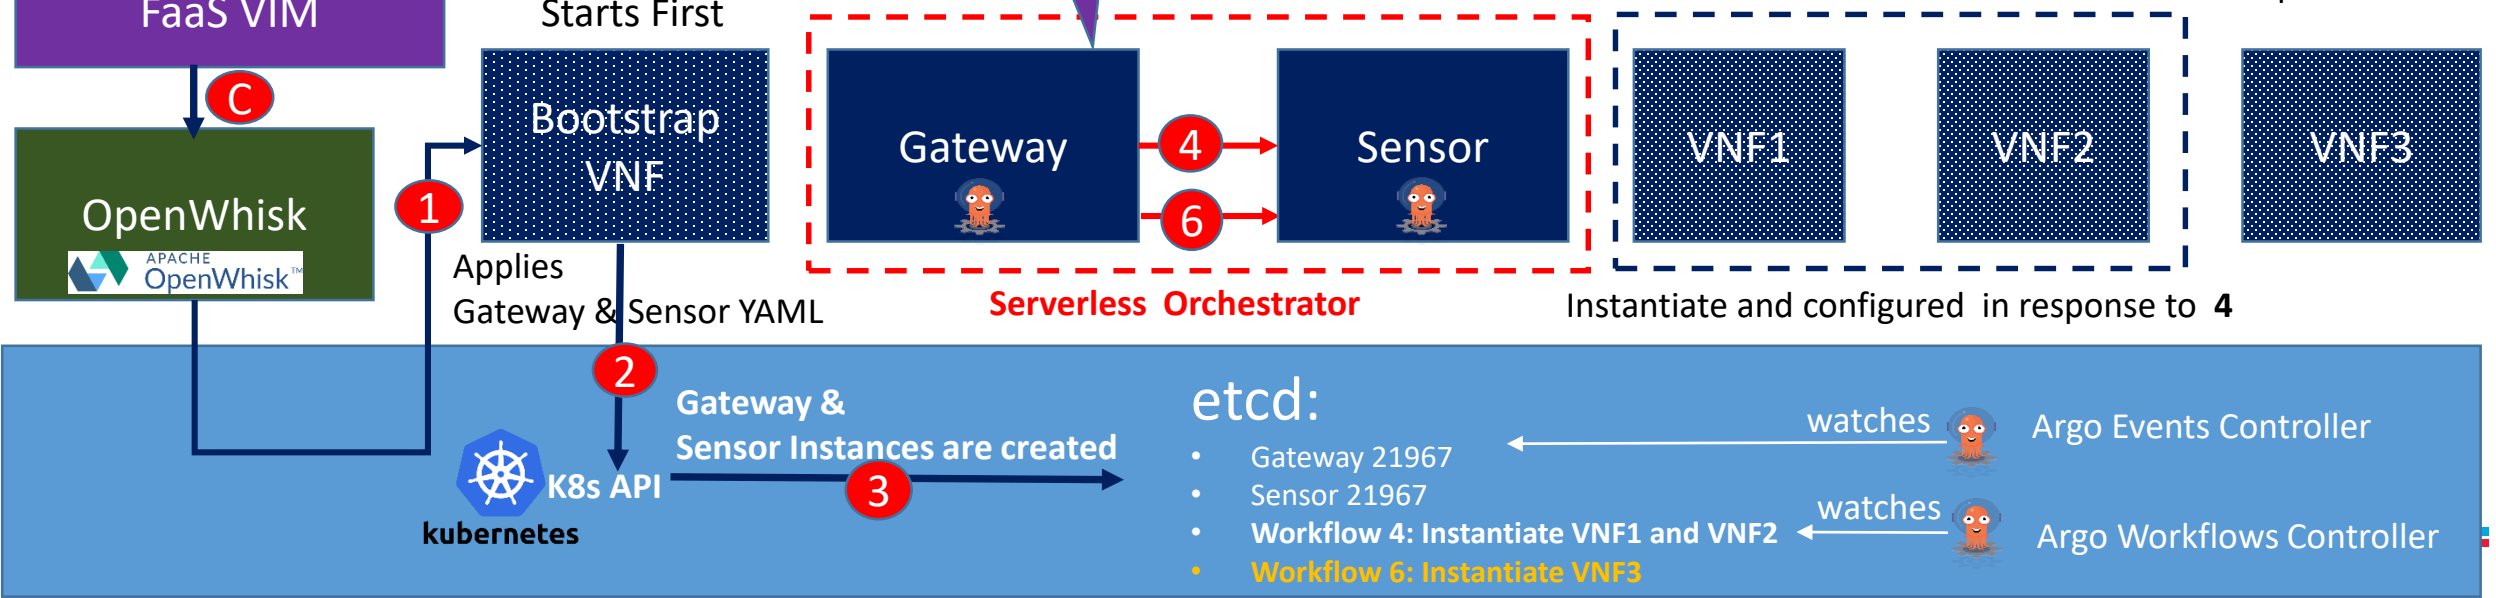 FaaS VIM
Starts First
C
Bootstrap
VNF
Gateway
4
6
Sensor
VNF1
VNF2
VNF3
OpenWhisk
APACHE
OpenWhisk™
1
Applies
Gateway & Sensor YAML
Serverless Orchestrator
Instantiate and configured in response to 4
2
Gateway &
Sensor Instances are created
K8s API
3
kubernetes
etcd:
• Gateway 21967
• Sensor 21967
• Workflow 4: Instantiate VNF1 and VNF2
• Workflow 6: Instantiate VNF3
watches
Argo Events Controller
watches
Argo Workflows Controller